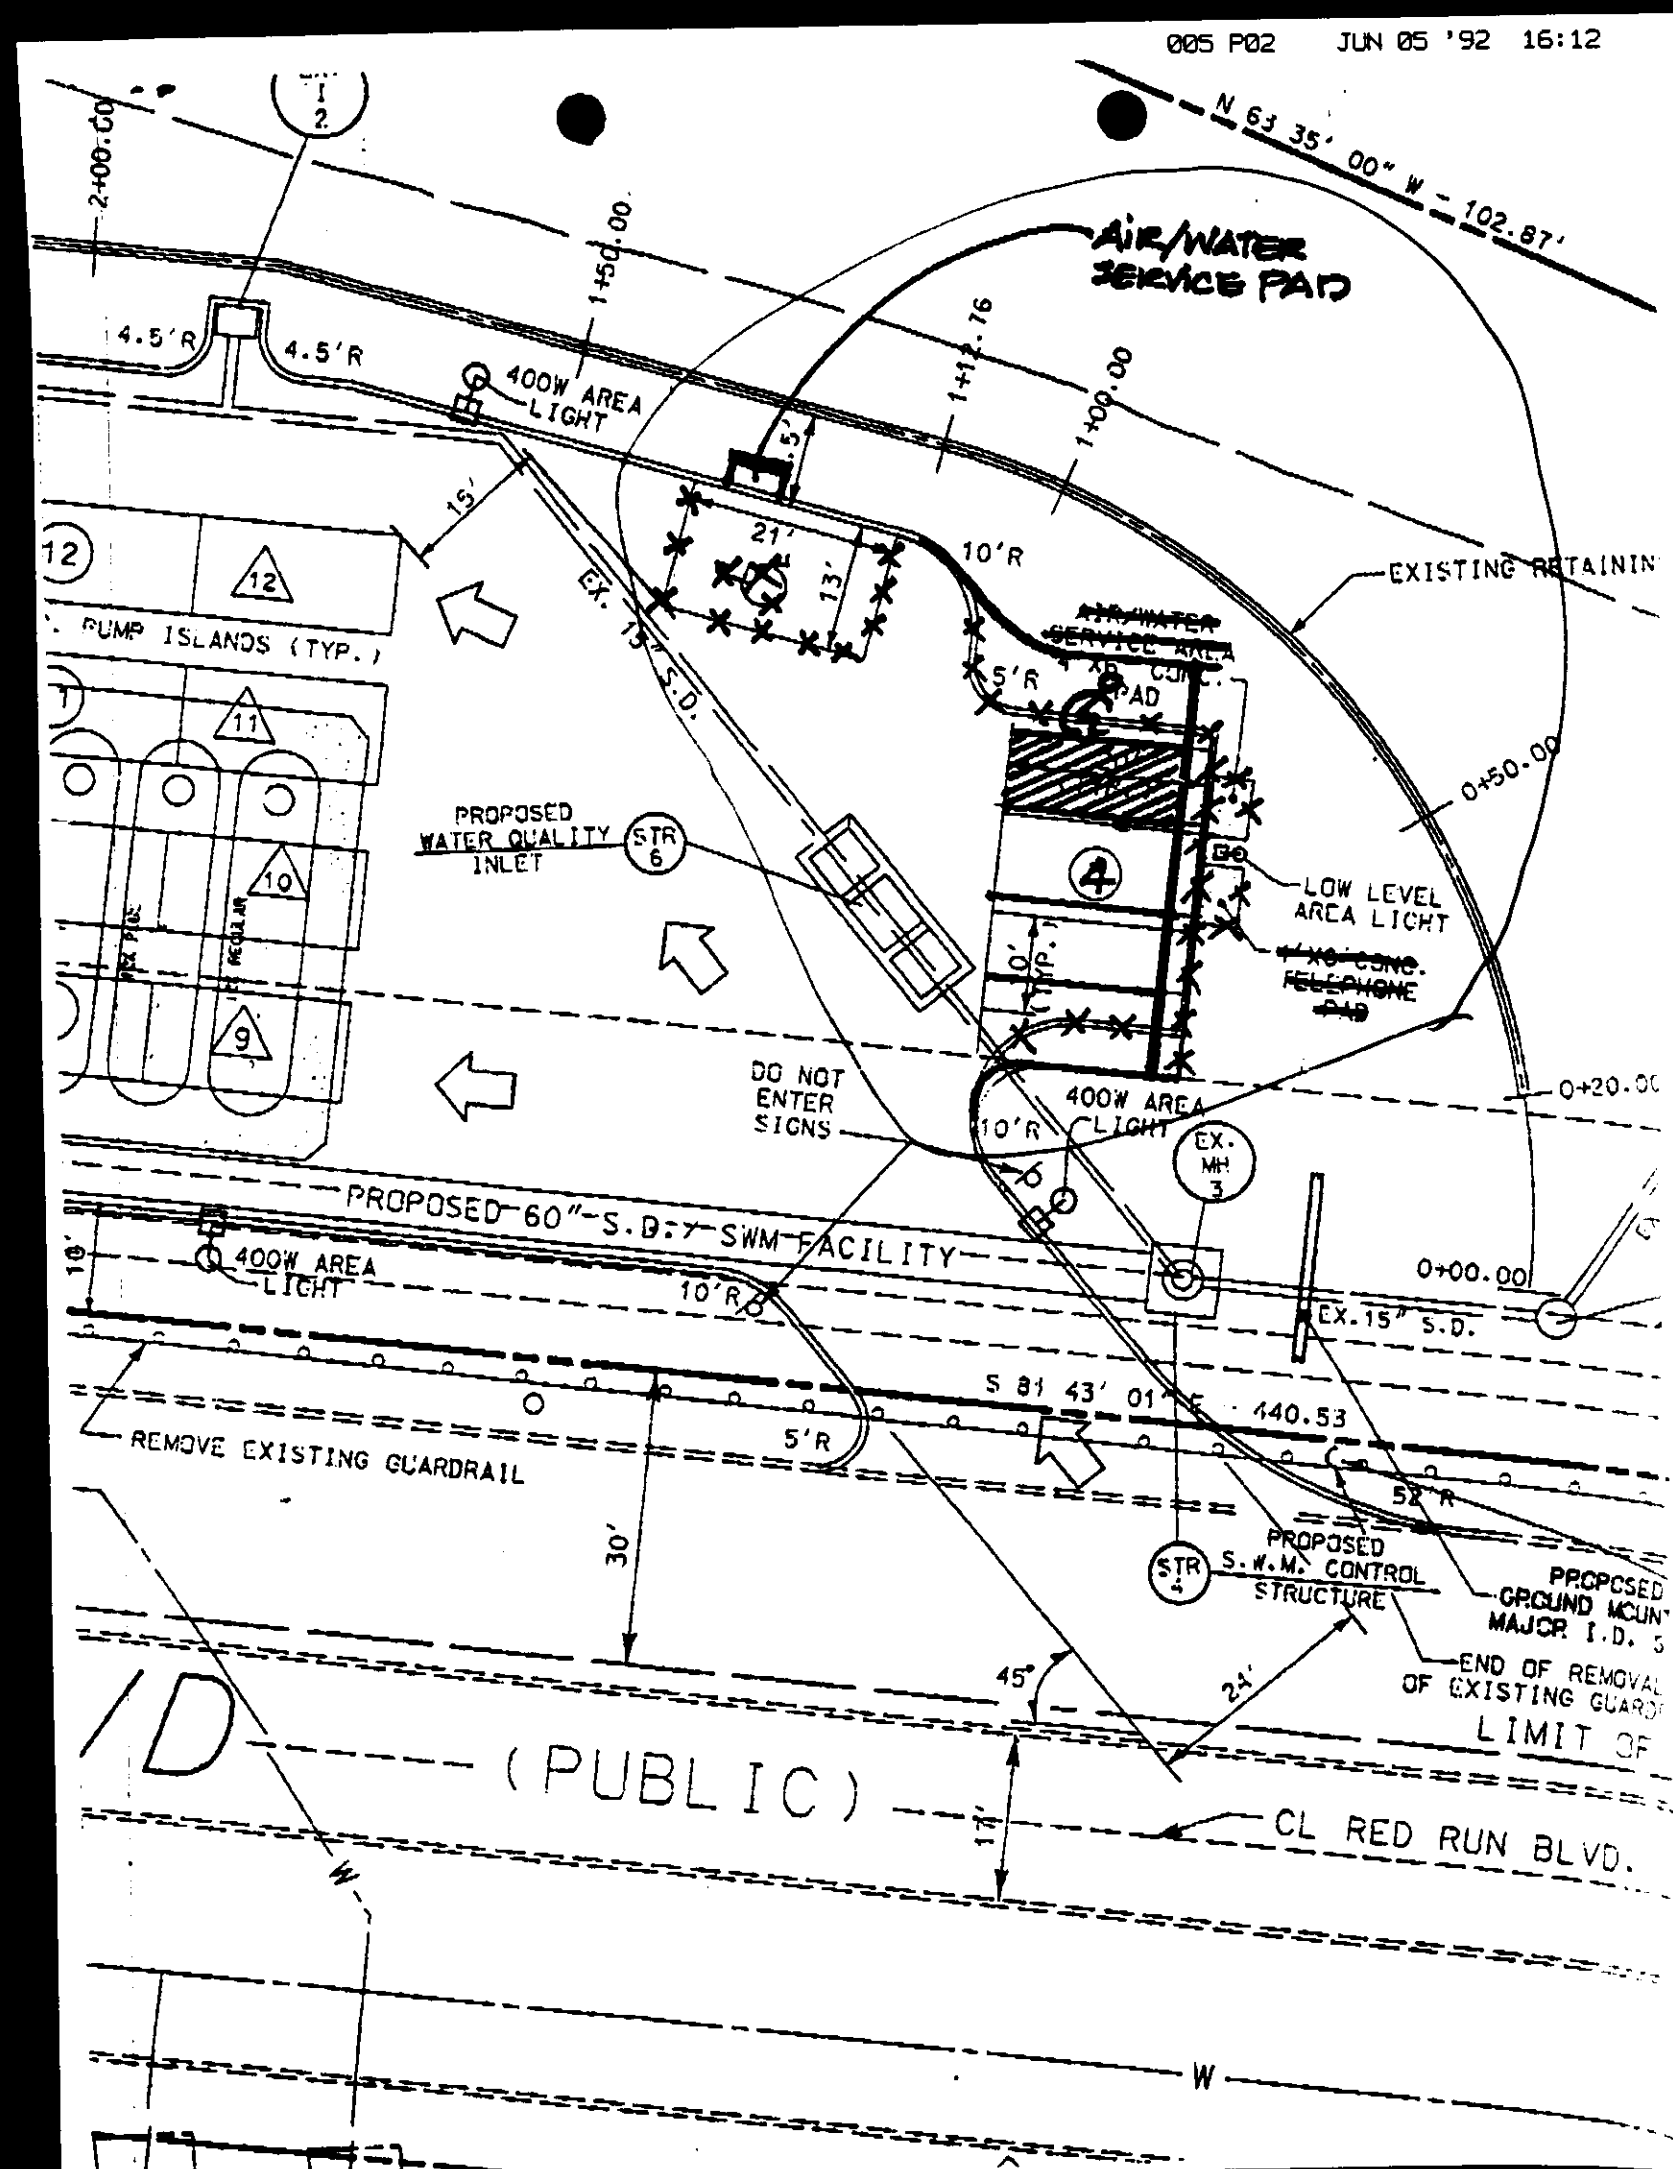 005 P02 JUN 05 '92 16:12
1
2
2+00.00
N 63 35' 00" W - 102.87'
AIR/WATER
SERVICE PAD
1+50.00
1+12.76
1+00.00
4.5'R
4.5'R
400W AREA
LIGHT
15'
21'
13'
10'R
EXISTING
12
12
PUMP ISLANDS (TYP.)
EX. 15" S.D.
AIR/WATER
SERVICE AREA
CONC.
PAD
5'R
11
0+50.00
PROPOSED
WATER QUALITY
INLET
STR
6
4
10
LOW LEVEL
AREA LIGHT
10'
(TYP.)
CONC.
TELEPHONE
PAD
REGULAR
9
DO NOT
ENTER
SIGNS
400W AREA
LIGHT
10'R
EX.
MH
3
0+20.00
PROPOSED 60" S.D. / SWM FACILITY
400W AREA
LIGHT
10'R
0+00.00
EX.15" S.D.
S 81 43' 01" E 440.53
5'R
REMOVE EXISTING GUARDRAIL
52'R
30'
STR
4
PROPOSED
S.W.M. CONTROL
STRUCTURE
PROPOSED
GROUND
MAJOR I.D.
END OF REMOVAL
OF EXISTING
45°
24'
LIMIT OF
D (PUBLIC)
17'
CL RED RUN BLVD.
W
W